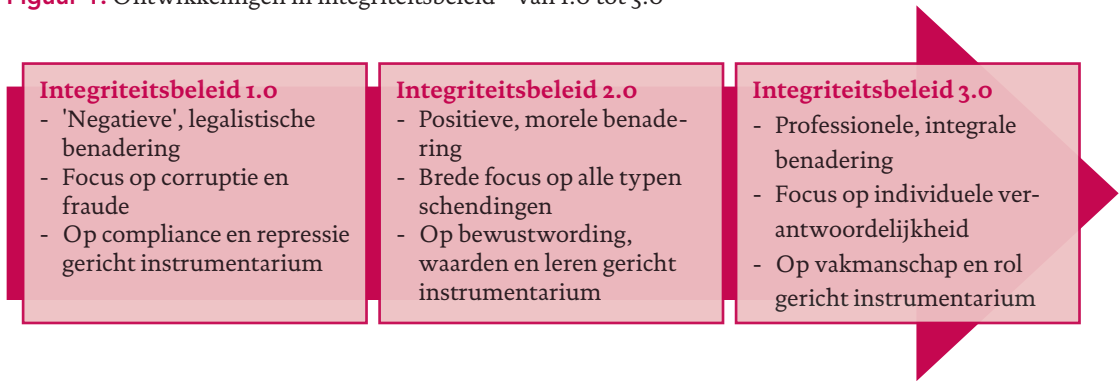 Figuur 1. Ontwikkelingen in integriteitsbeleid – van 1.0 tot 3.0
Integriteitsbeleid 1.0
- 'Negatieve', legalistische
benadering
- Focus op corruptie en
fraude
- Op compliance en repressie
gericht instrumentarium
Integriteitsbeleid 2.0
- Positieve, morele benade-
ring
- Brede focus op alle typen
schendingen
- Op bewustwording,
waarden en leren gericht
instrumentarium
Integriteitsbeleid 3.0
- Professionele, integrale
benadering
- Focus op individuele ver-
antwoordelijkheid
- Op vakmanschap en rol
gericht instrumentarium